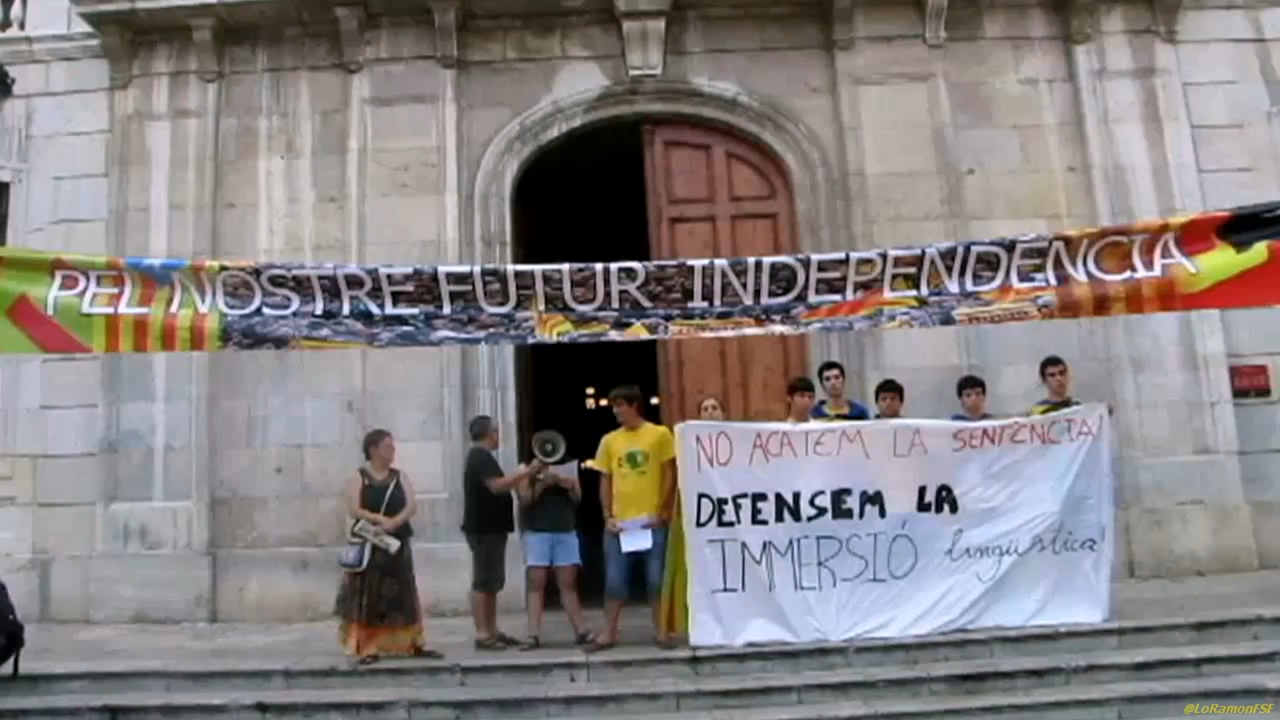 PEL NOSTRE FUTUR INDEPENDÈNCIA
NO ACATEM LA SENTÈNCIA!
DEFENSEM LA
IMMERSIÓ lingüística!
@LoRamonFSF